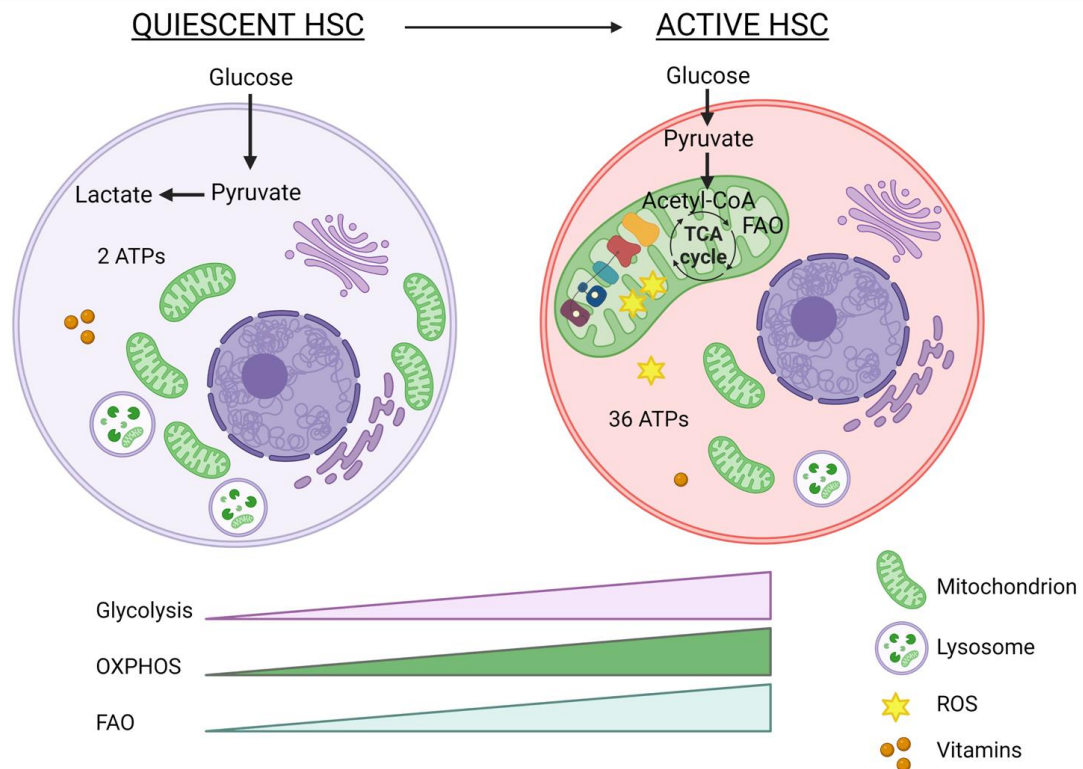 QUIESCENT HSC
ACTIVE HSC
Glucose
Pyruvate
Lactate
2 ATPs
Glucose
Pyruvate
Acetyl-CoA
FAO
TCA
cycle
36 ATPs
Glycolysis
OXPHOS
FAO
Mitochondrion
Lysosome
ROS
Vitamins